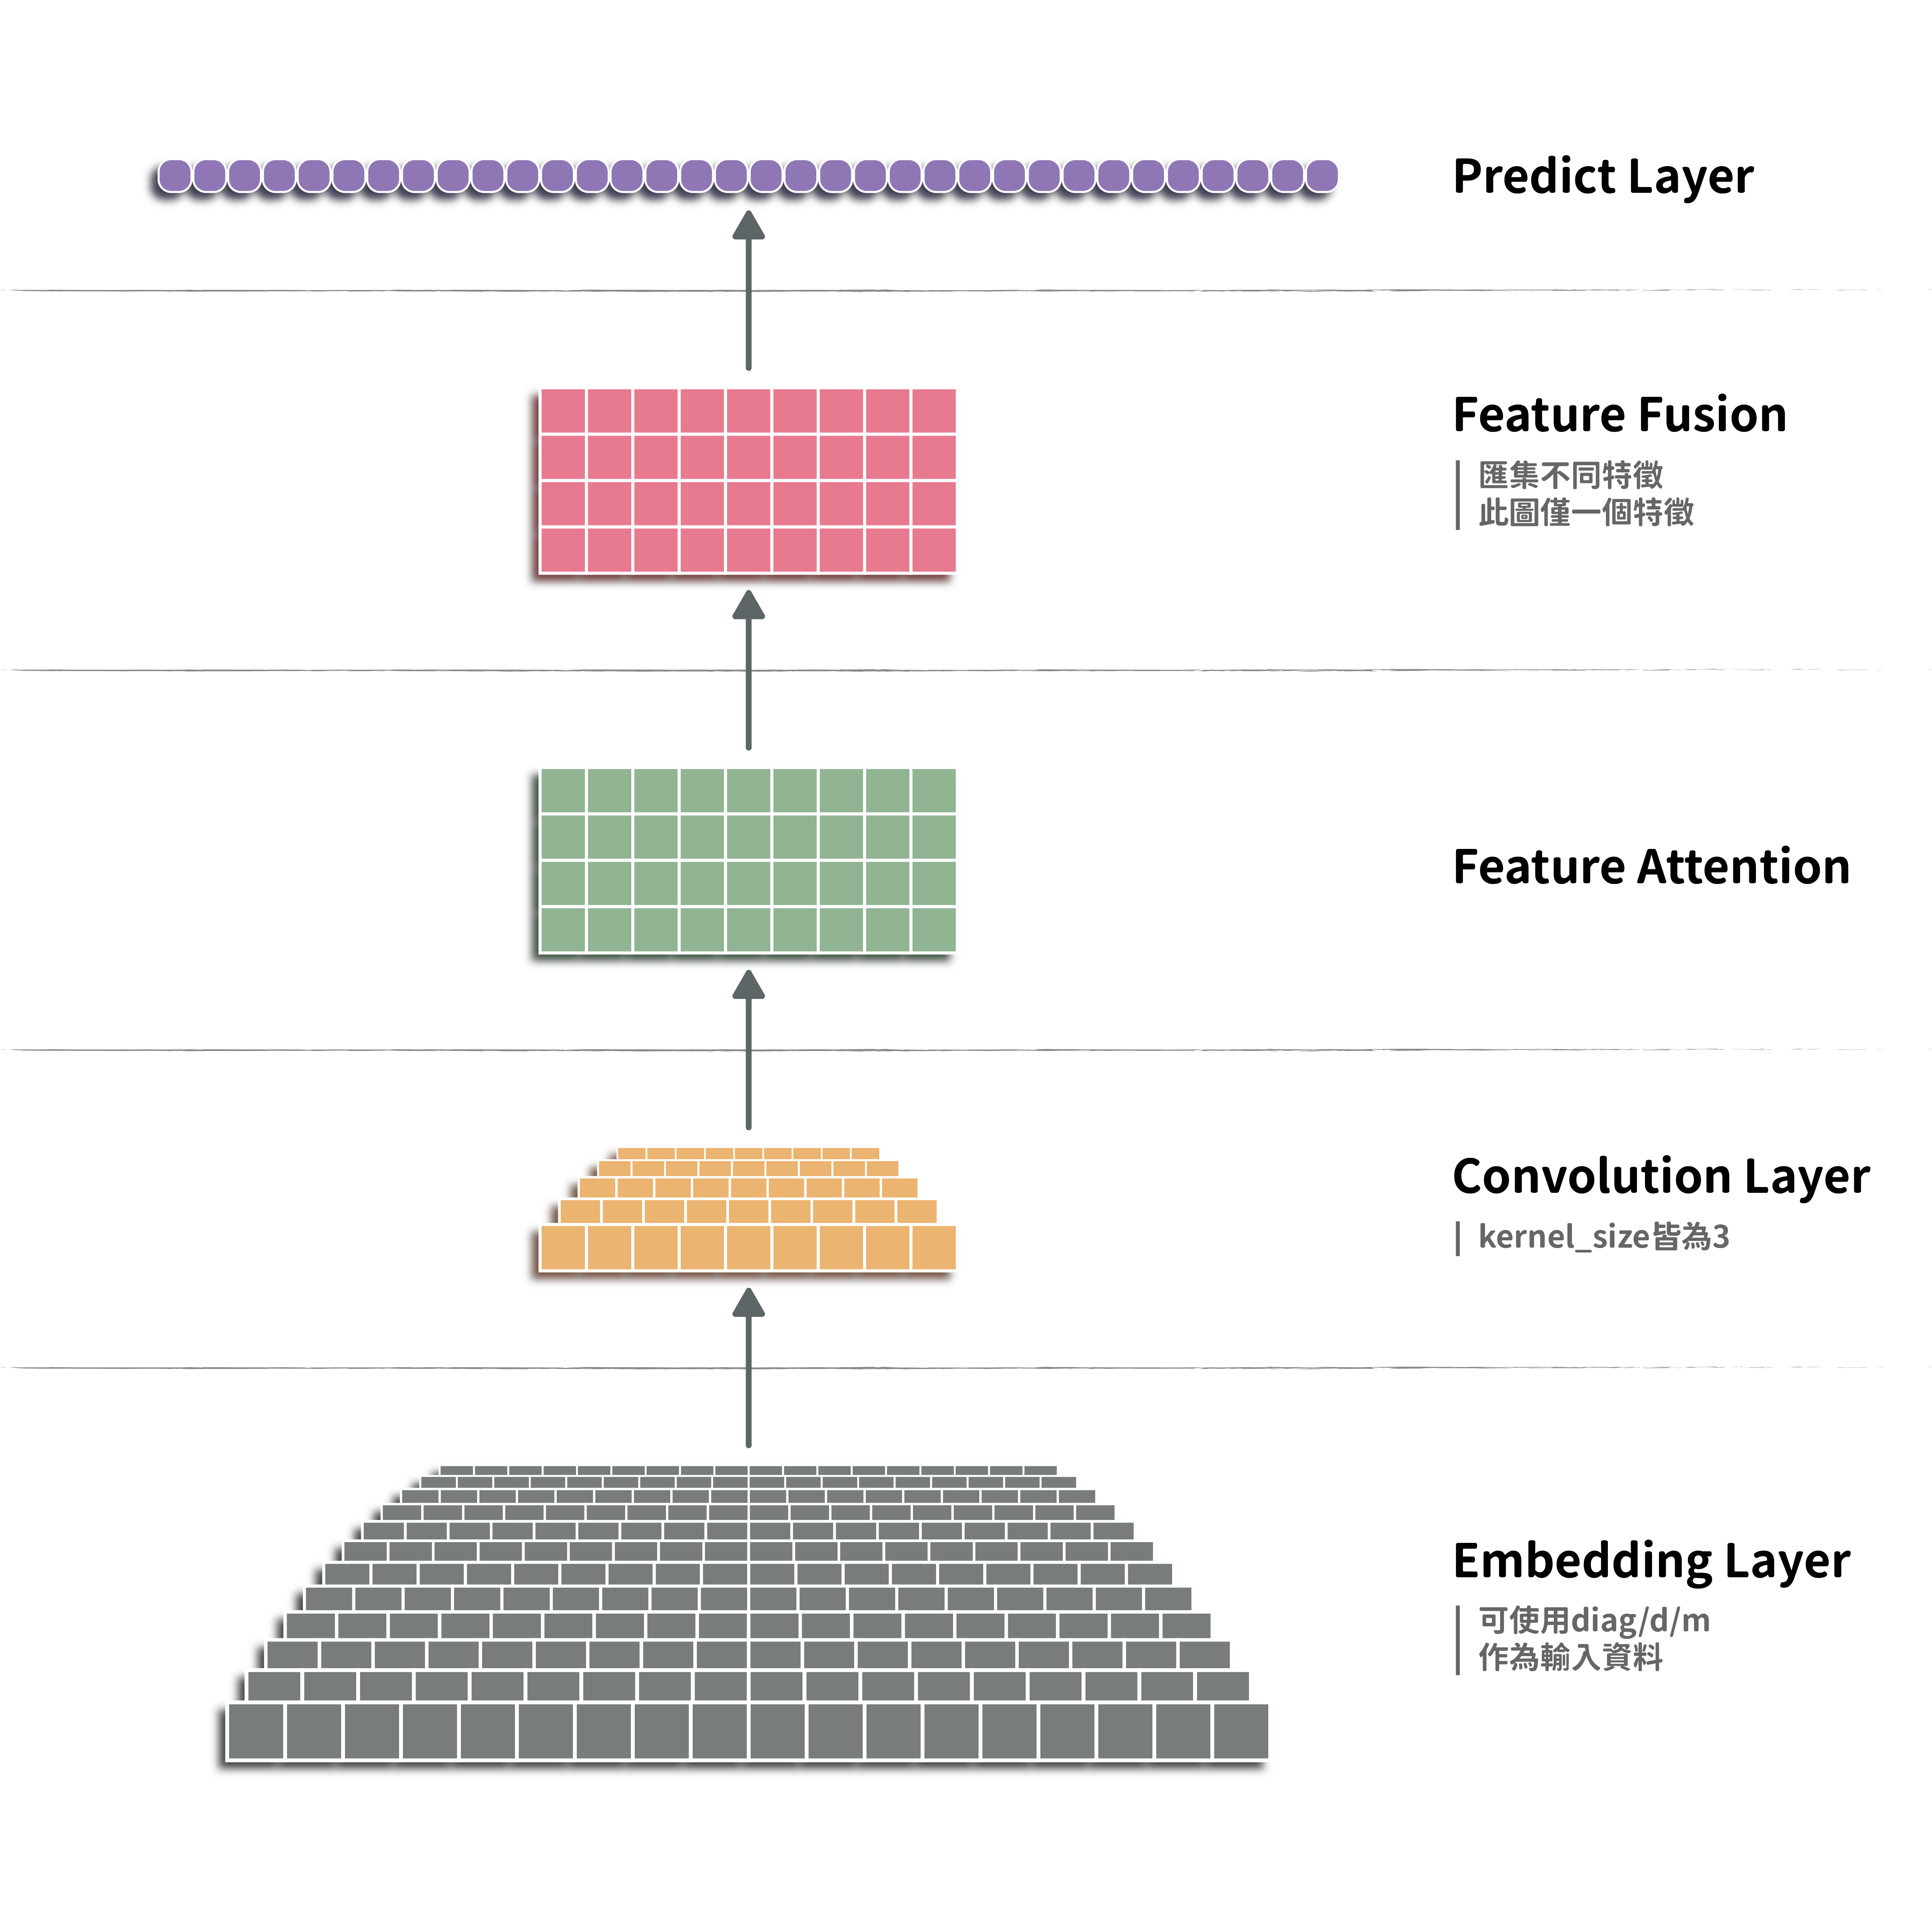 Predict Layer
Feature Fusion
匯集不同特徵
此圖僅一個特徵
Feature Attention
Convolution Layer
kernel_size皆為3
Embedding Layer
可使用diag/d/m
作為輸入資料